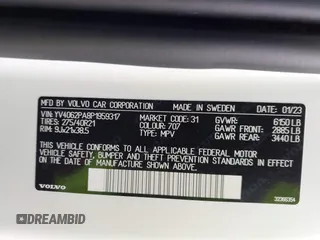 MFD BY VOLVO CAR CORPORATION MADE IN SWEDEN DATE 01/23
VIN: YV4062PA8P1959317 MARKET CODE: 31 GVWR: 6150 LB
TIRES: 275/40R21 COLOUR: 707 GAWR FRONT: 2885 LB
RIM: 9Jx21x38.5 TYPE: MPV GAWR REAR: 3440 LB
THIS VEHICLE CONFORMS TO ALL APPLICABLE FEDERAL MOTOR
VEHICLE SAFETY, BUMPER, AND THEFT PREVENTION STANDARDS IN EFFECT
ON THE DATE OF MANUFACTURE SHOWN ABOVE.
VOLVO
DREAMBID